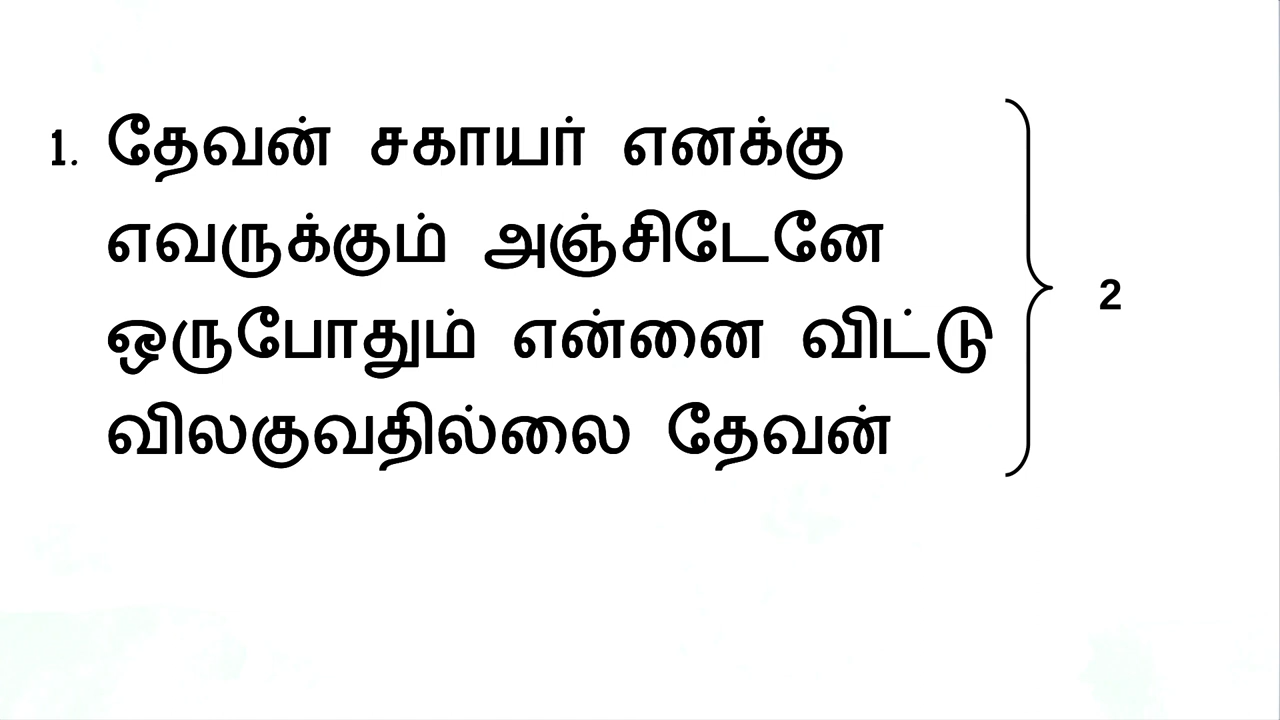 1. தேவன் சகாயர் எனக்கு
எவருக்கும் அஞ்சிடேனே
ஒருபோதும் என்னை விட்டு
விலகுவதில்லை தேவன்
2